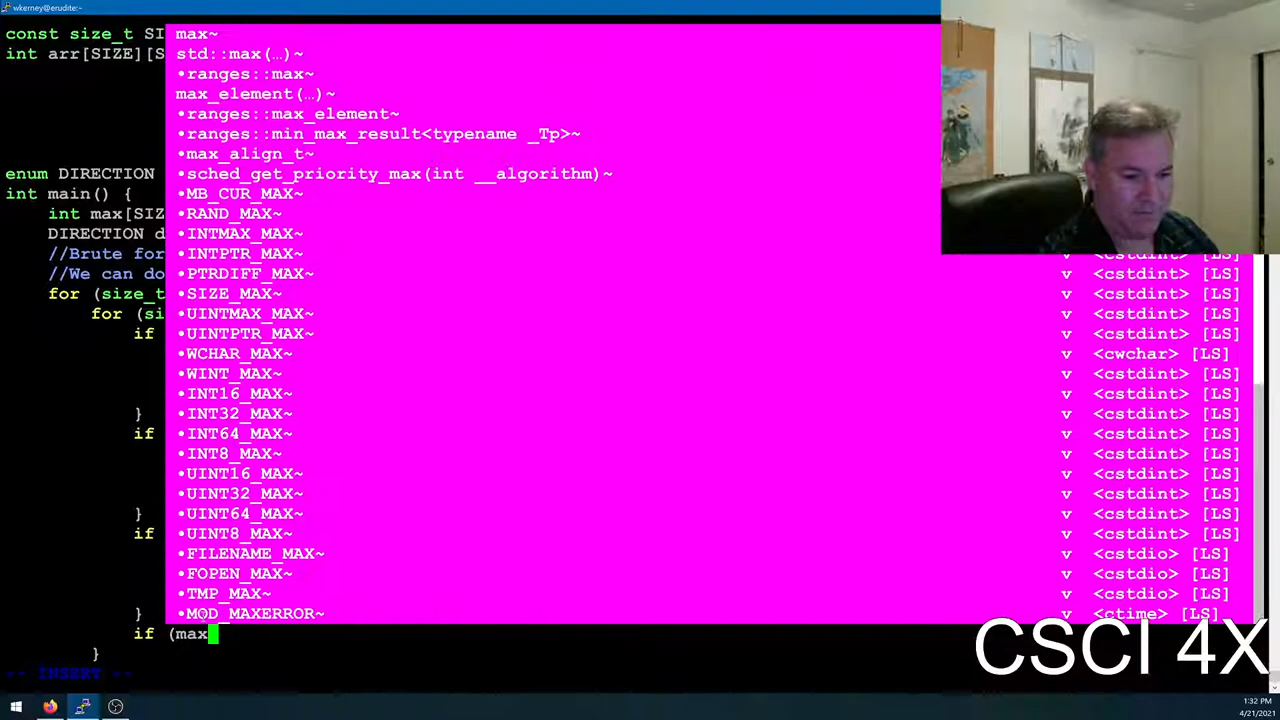 wkerney@erudite:~
const size_t SI max~
int arr[SIZE][S std::max(…)~
•ranges::max~
max_element(…)~
•ranges::max_element~
•ranges::min_max_result<typename _Tp>~
•max_align_t~
enum DIRECTION •sched_get_priority_max(int __algorithm)~
int main() { •MB_CUR_MAX~
int max[SIZ •RAND_MAX~
DIRECTION d •INTMAX_MAX~
//Brute for •INTPTR_MAX~ v <cstdint> [LS]
//We can do •PTRDIFF_MAX~ v <cstdint> [LS]
for (size_t •SIZE_MAX~ v <cstdint> [LS]
for (si •UINTMAX_MAX~ v <cstdint> [LS]
if •UINTPTR_MAX~ v <cstdint> [LS]
•WCHAR_MAX~ v <cwchar> [LS]
•WINT_MAX~ v <cstdint> [LS]
•INT16_MAX~ v <cstdint> [LS]
} •INT32_MAX~ v <cstdint> [LS]
if •INT64_MAX~ v <cstdint> [LS]
•INT8_MAX~ v <cstdint> [LS]
•UINT16_MAX~ v <cstdint> [LS]
•UINT32_MAX~ v <cstdint> [LS]
} •UINT64_MAX~ v <cstdint> [LS]
if •UINT8_MAX~ v <cstdint> [LS]
•FILENAME_MAX~ v <cstdio> [LS]
•FOPEN_MAX~ v <cstdio> [LS]
•TMP_MAX~ v <cstdio> [LS]
} •MOD_MAXERROR~ v <ctime> [LS]
if (max
}
-- INSERT --
CSCI 4X
1:32 PM
4/21/2021